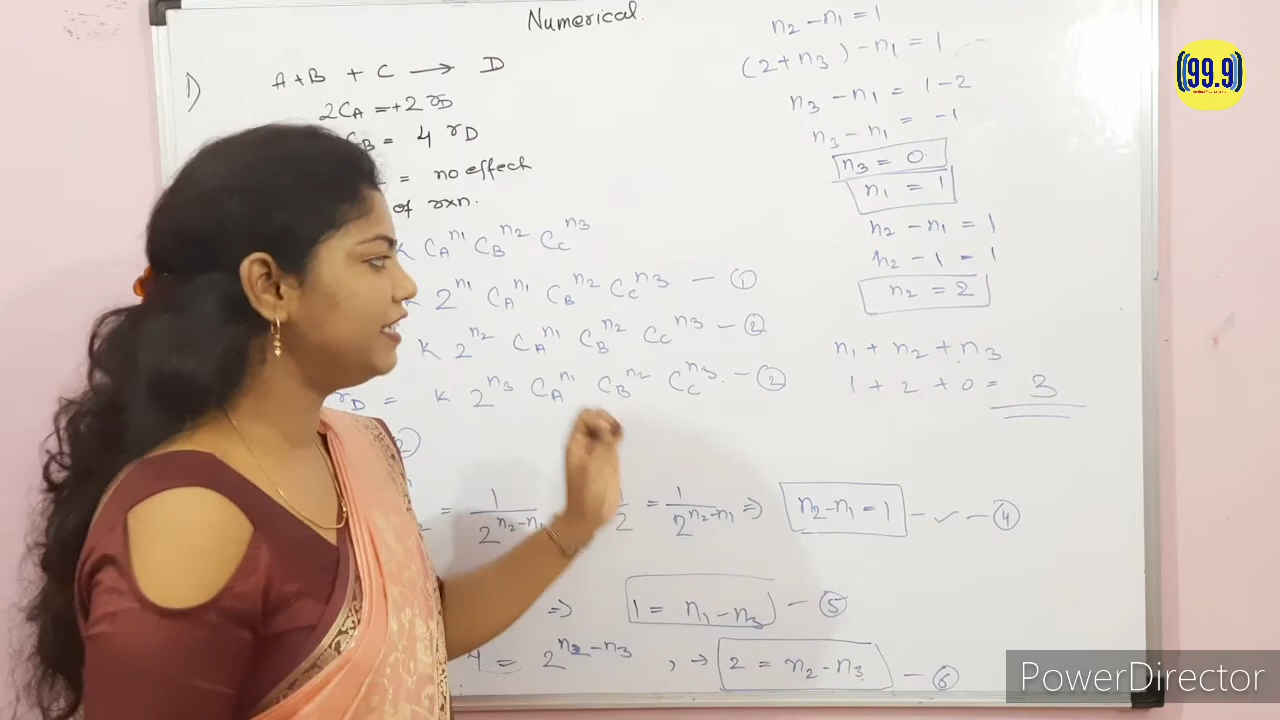 Numerical.
1) A+B + C → D
2CA = +2 rD
CB = 4 rD
= no effect
of rxn.
K CA^n1 CB^n2 CC^n3
K 2^n1 CA^n1 CB^n2 CC^n3 — ①
K 2^n2 CA^n1 CB^n2 CC^n3 — ②
rD = K 2^n3 CA^n1 CB^n2 CC^n3. — ②
②
= 1/2^n2-n1 1/2 = 1/2^n2-n1 ⇒ n2-n1 = 1 — ✓ — ④
⇒ 1 = n1-n3 — ⑤
4 = 2^n2-n3 , → 2 = n2-n3. — ⑥
n2 - n1 = 1
(2+n3) - n1 = 1
n3 - n1 = 1-2
n3 - n1 = -1
n3 = 0.
n1 = 1
n2 - n1 = 1
n2 - 1 = 1
n2 = 2
n1 + n2 + n3
1 + 2 + 0 = 3
(99.9)
PowerDirector